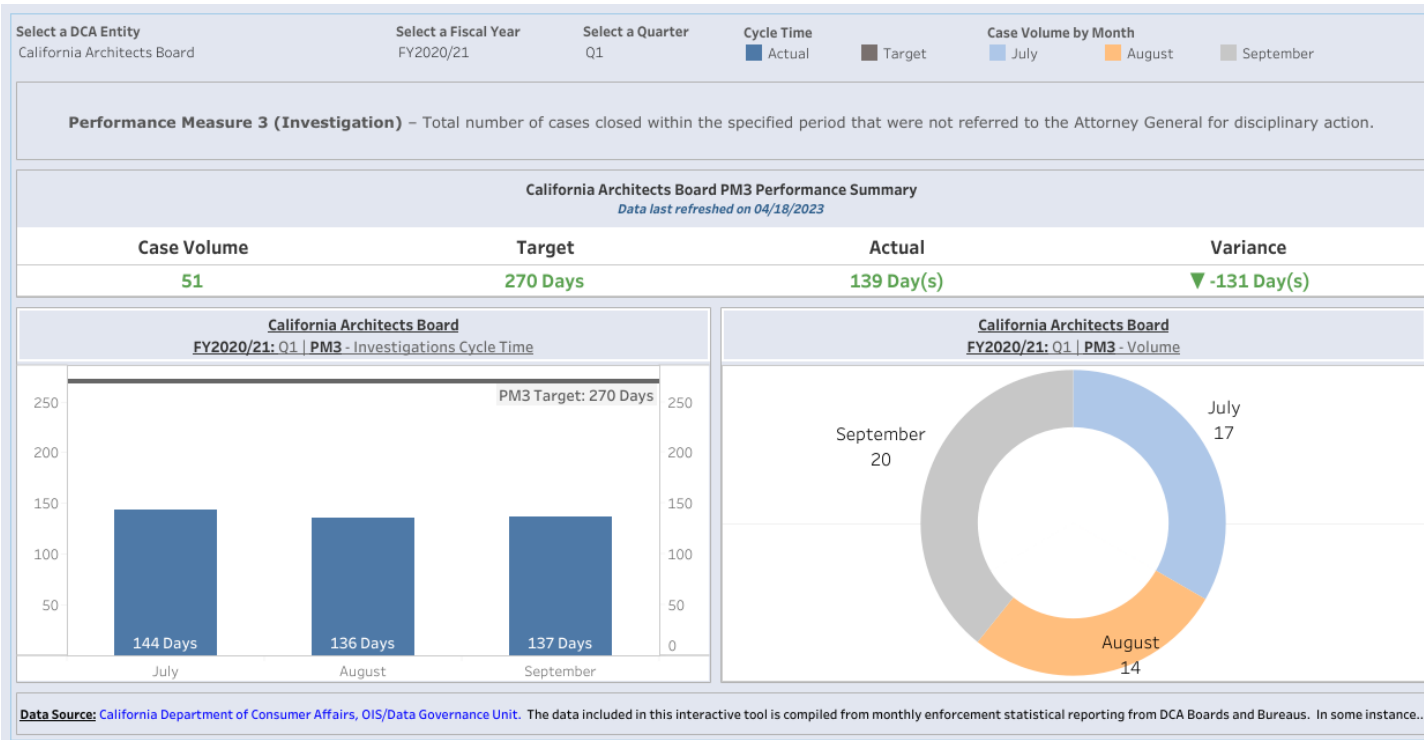 Select a DCA Entity
Select a Fiscal Year
Select a Quarter
Cycle Time
Case Volume by Month
California Architects Board
FY2020/21
Q1
Actual
Target
July
August
September
Performance Measure 3 (Investigation) – Total number of cases closed within the specified period that were not referred to the Attorney General for disciplinary action.
California Architects Board PM3 Performance Summary
Data last refreshed on 04/18/2023
Case Volume
Target
Actual
Variance
51
270 Days
139 Day(s)
▼ -131 Day(s)
California Architects Board
FY2020/21: Q1 | PM3 - Investigations Cycle Time
250
200
150
100
50
PM3 Target: 270 Days
250
200
150
100
50
0
144 Days
136 Days
137 Days
July
August
September
California Architects Board
FY2020/21: Q1 | PM3 - Volume
July
17
September
20
August
14
Data Source: California Department of Consumer Affairs, OIS/Data Governance Unit. The data included in this interactive tool is compiled from monthly enforcement statistical reporting from DCA Boards and Bureaus. In some instance..